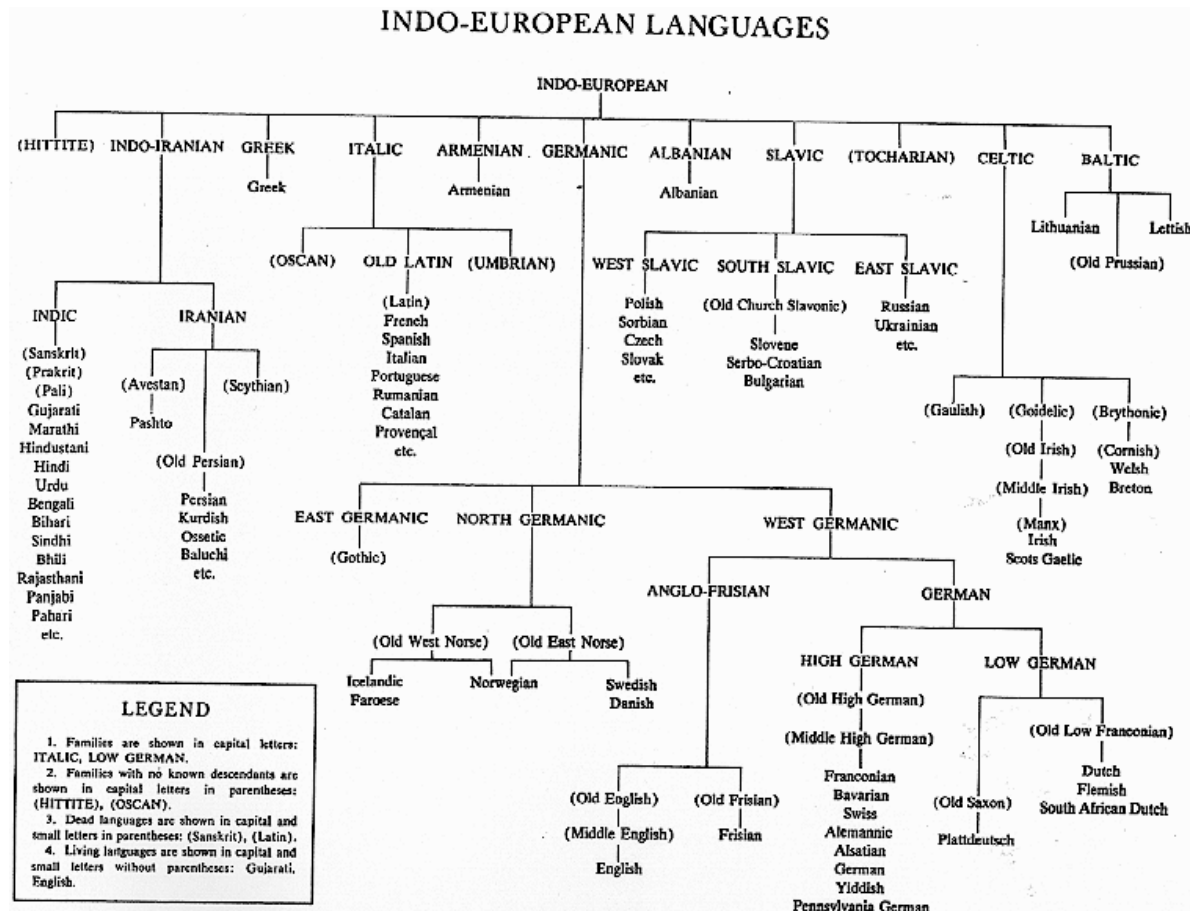 INDO-EUROPEAN LANGUAGES
INDO-EUROPEAN
(HITTITE) INDO-IRANIAN GREEK ITALIC ARMENIAN GERMANIC ALBANIAN SLAVIC (TOCHARIAN) CELTIC BALTIC
Greek
Armenian
Albanian
Lithuanian
Lettish
(Old Prussian)
(OSCAN) OLD LATIN (UMBRIAN)
(Latin)
French
Spanish
Italian
Portuguese
Rumanian
Catalan
Provençal
etc.
WEST SLAVIC SOUTH SLAVIC EAST SLAVIC
Polish
Sorbian
Czech
Slovak
etc.
(Old Church Slavonic)
Slovene
Serbo-Croatian
Bulgarian
Russian
Ukrainian
etc.
INDIC IRANIAN
(Sanskrit)
(Prakrit)
(Pali)
Gujarati
Marathi
Hindustani
Hindi
Urdu
Bengali
Bihari
Sindhi
Bhili
Rajasthani
Panjabi
Pahari
etc.
(Avestan)
Pashto
(Scythian)
(Old Persian)
Persian
Kurdish
Ossetic
Baluchi
etc.
(Gaulish) (Goidelic) (Brythonic)
(Old Irish)
(Middle Irish)
(Manx)
Irish
Scots Gaelic
(Cornish)
Welsh
Breton
EAST GERMANIC NORTH GERMANIC WEST GERMANIC
(Gothic)
(Old West Norse) (Old East Norse)
Icelandic
Faroese
Norwegian
Swedish
Danish
ANGLO-FRISIAN GERMAN
(Old English) (Old Frisian)
(Middle English)
English
Frisian
HIGH GERMAN LOW GERMAN
(Old High German)
(Middle High German)
Franconian
Bavarian
Swiss
Alemannic
Alsatian
German
Yiddish
Pennsylvania German
(Old Saxon)
Plattdeutsch
(Old Low Franconian)
Dutch
Flemish
South African Dutch
LEGEND
1. Families are shown in capital letters:
ITALIC, LOW GERMAN.
2. Families with no known descendants are
shown in capital letters in parentheses:
(HITTITE), (OSCAN).
3. Dead languages are shown in capital and
small letters in parentheses: (Sanskrit), (Latin).
4. Living languages are shown in capital and
small letters without parentheses: Gujarati,
English.